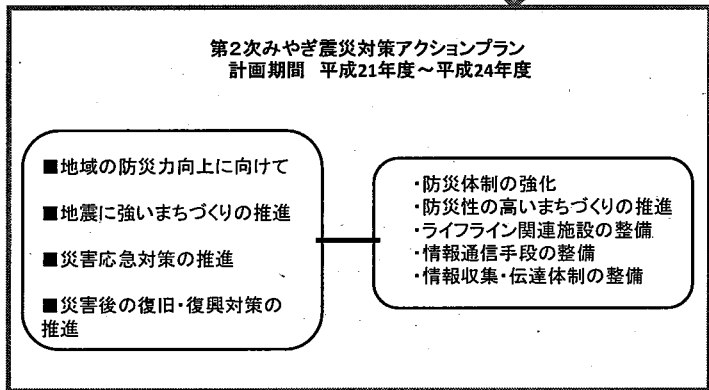 第2次みやぎ震災対策アクションプラン
計画期間 平成21年度～平成24年度
■地域の防災力向上に向けて
■地震に強いまちづくりの推進
■災害応急対策の推進
■災害後の復旧・復興対策の
推進
・防災体制の強化
・防災性の高いまちづくりの推進
・ライフライン関連施設の整備
・情報通信手段の整備
・情報収集・伝達体制の整備